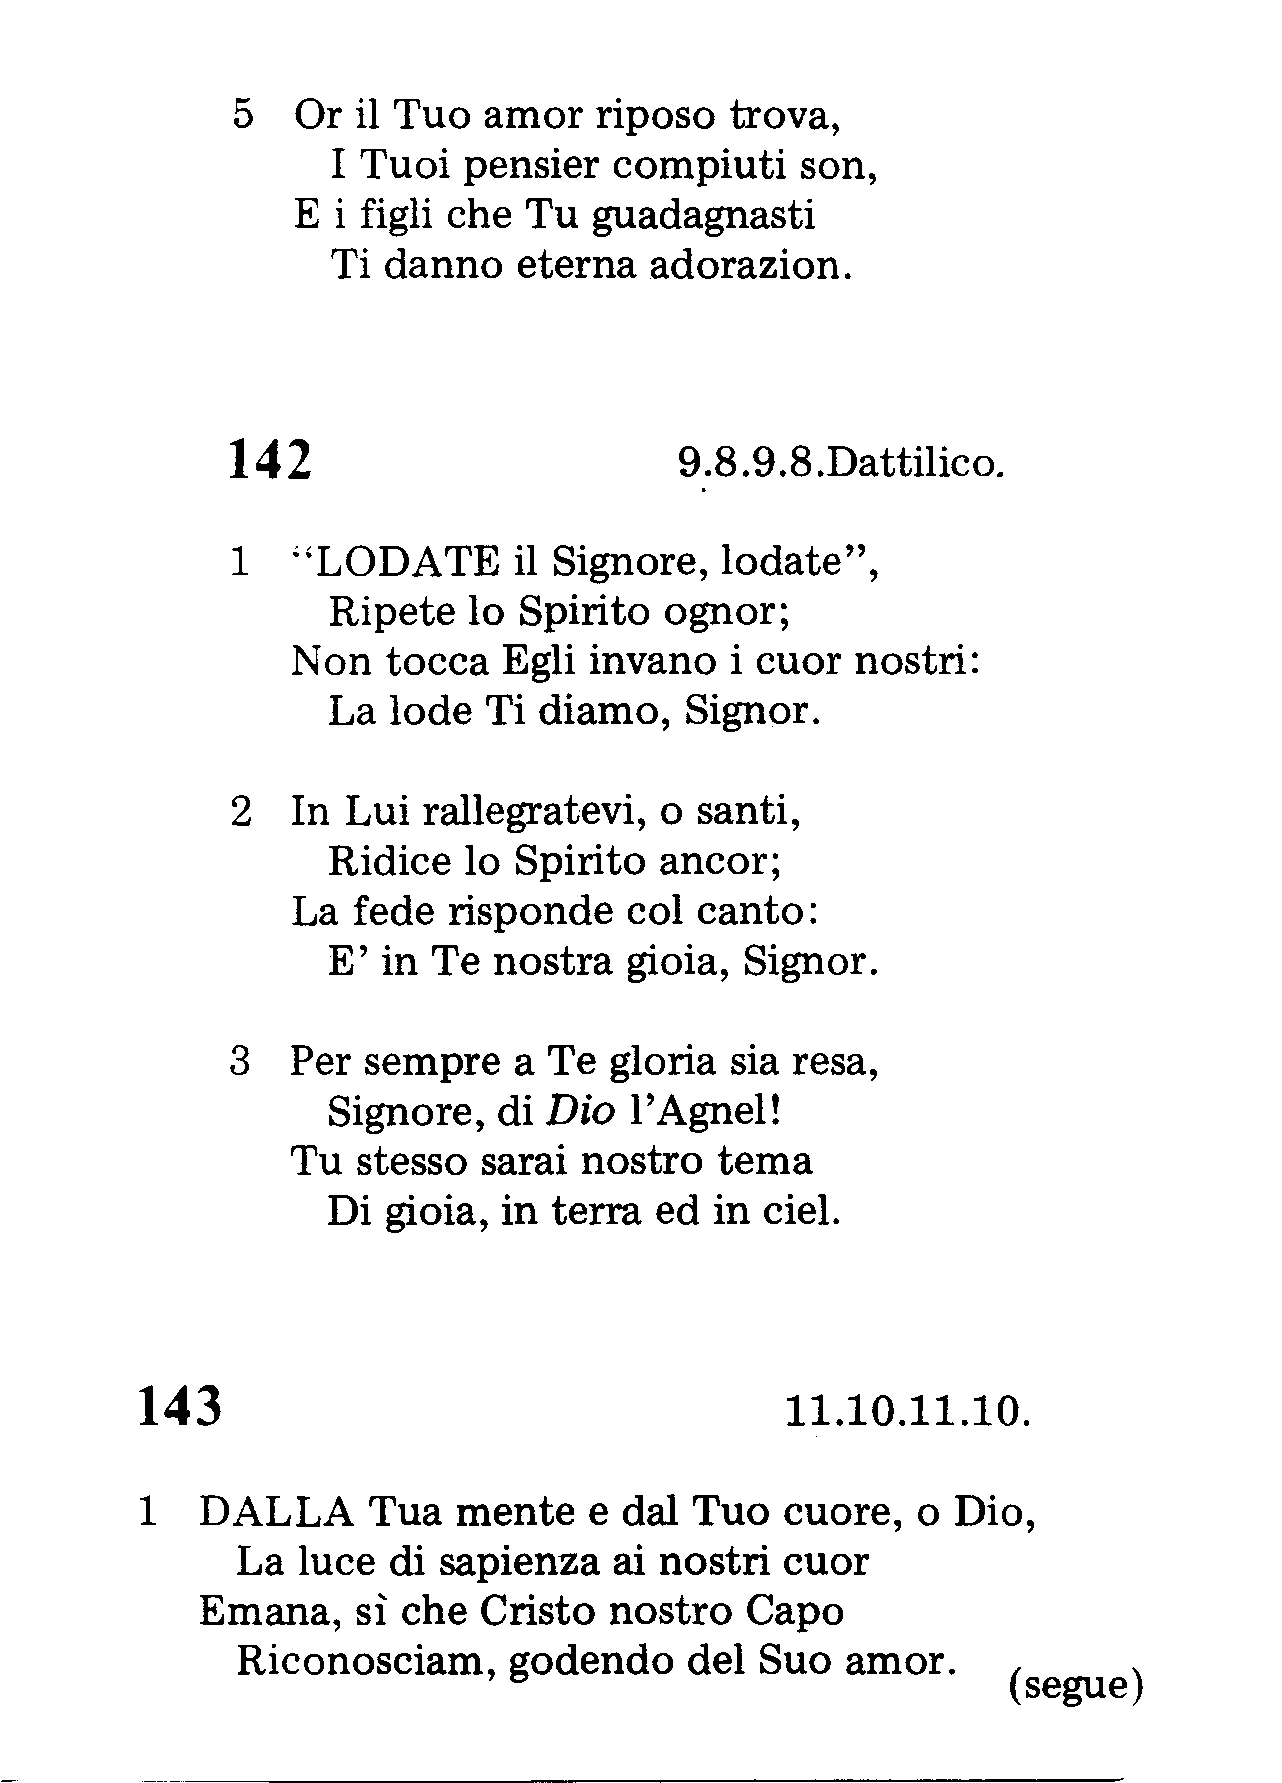 5 Or il Tuo amor riposo trova,
I Tuoi pensier compiuti son,
E i figli che Tu guadagnasti
Ti danno eterna adorazion.
142 9.8.9.8.Dattilico.
1 “LODATE il Signore, lodate”,
Ripete lo Spirito ognor;
Non tocca Egli invano i cuor nostri:
La lode Ti diamo, Signor.
2 In Lui rallegratevi, o santi,
Ridice lo Spirito ancor;
La fede risponde col canto:
E’ in Te nostra gioia, Signor.
3 Per sempre a Te gloria sia resa,
Signore, di Dio l’Agnel!
Tu stesso sarai nostro tema
Di gioia, in terra ed in ciel.
143 11.10.11.10.
1 DALLA Tua mente e dal Tuo cuore, o Dio,
La luce di sapienza ai nostri cuor
Emana, sì che Cristo nostro Capo
Riconosciam, godendo del Suo amor.
(segue)